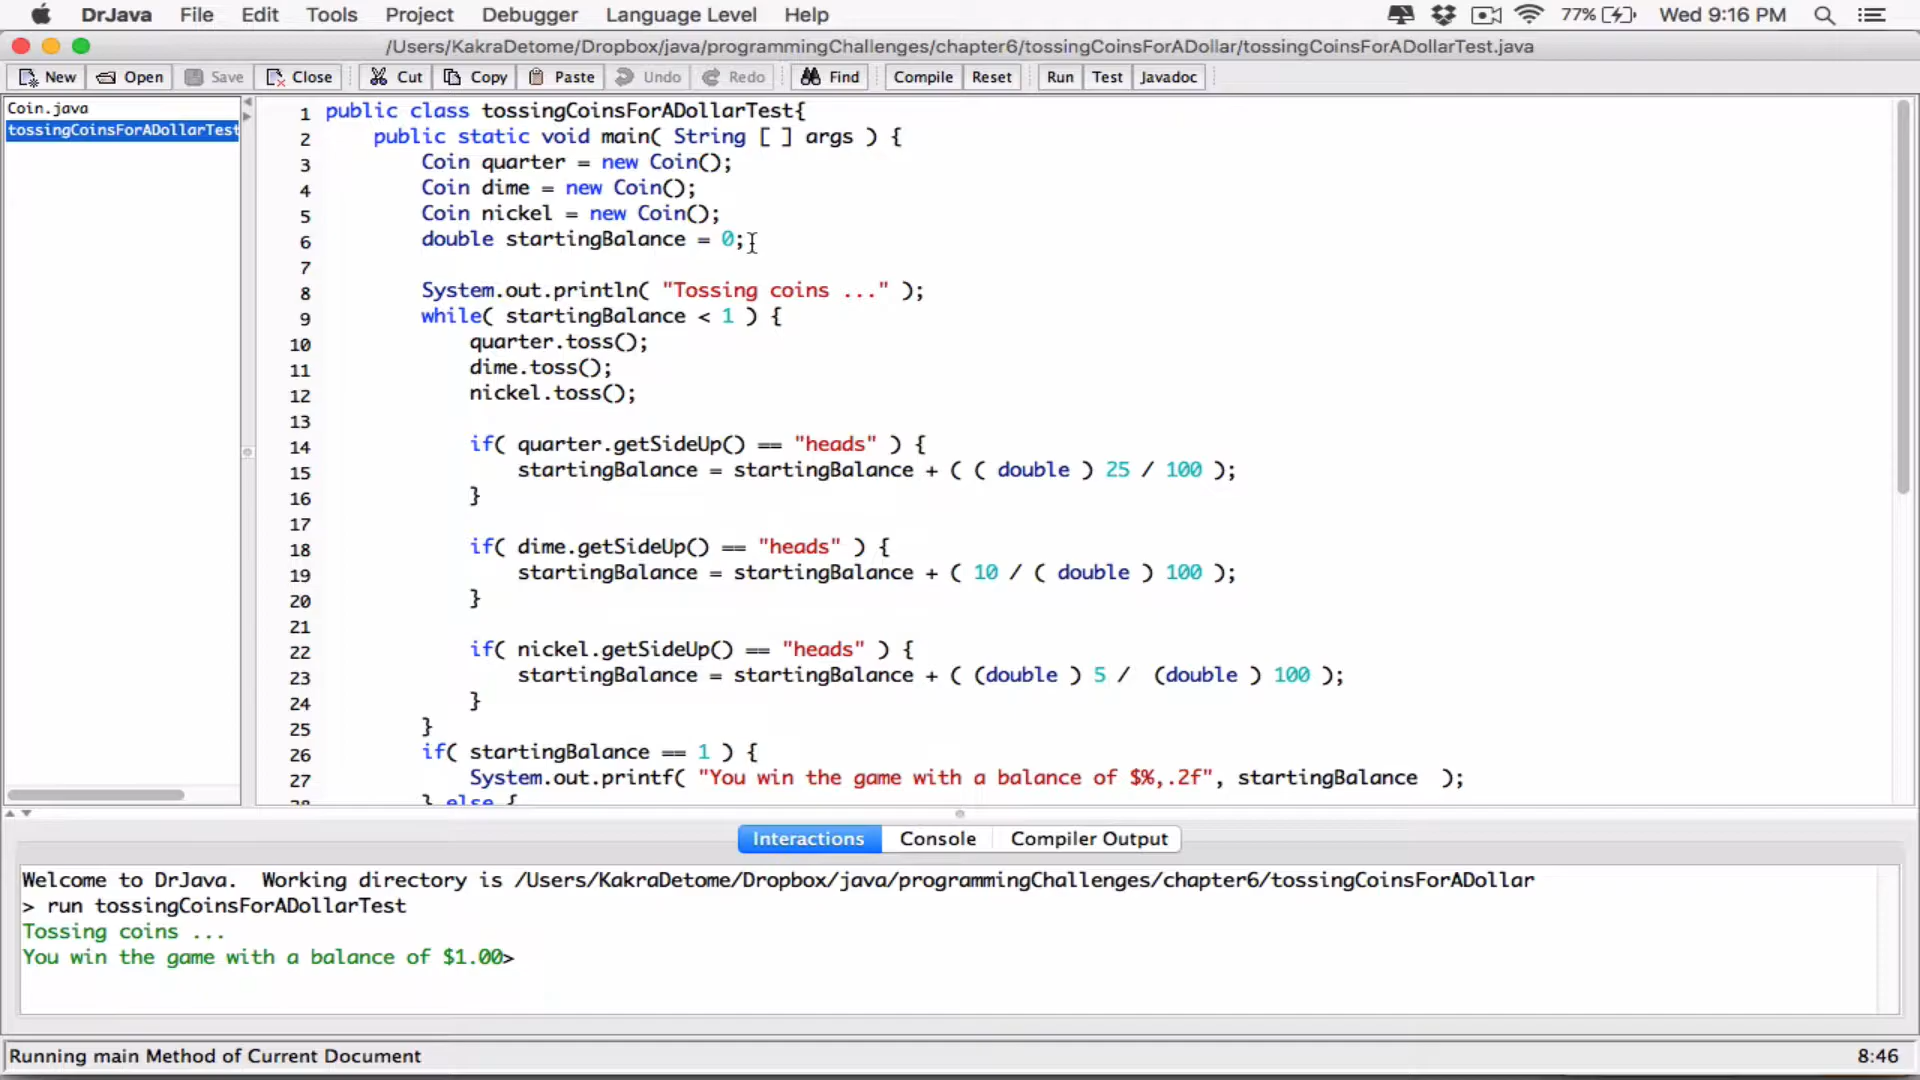 DrJava File Edit Tools Project Debugger Language Level Help 77% Wed 9:16 PM
/Users/KakraDetome/Dropbox/java/programmingChallenges/chapter6/tossingCoinsForADollar/tossingCoinsForADollarTest.java
New Open Save Close Cut Copy Paste Undo Redo Find Compile Reset Run Test Javadoc
Coin.java
tossingCoinsForADollarTest
1 public class tossingCoinsForADollarTest{
2 public static void main( String [ ] args ) {
3 Coin quarter = new Coin();
4 Coin dime = new Coin();
5 Coin nickel = new Coin();
6 double startingBalance = 0;
7
8 System.out.println( "Tossing coins ..." );
9 while( startingBalance < 1 ) {
10 quarter.toss();
11 dime.toss();
12 nickel.toss();
13
14 if( quarter.getSideUp() == "heads" ) {
15 startingBalance = startingBalance + ( ( double ) 25 / 100 );
16 }
17
18 if( dime.getSideUp() == "heads" ) {
19 startingBalance = startingBalance + ( 10 / ( double ) 100 );
20 }
21
22 if( nickel.getSideUp() == "heads" ) {
23 startingBalance = startingBalance + ( (double ) 5 / (double ) 100 );
24 }
25 }
26 if( startingBalance == 1 ) {
27 System.out.printf( "You win the game with a balance of $%,.2f", startingBalance );
28 } else {
Interactions Console Compiler Output
Welcome to DrJava. Working directory is /Users/KakraDetome/Dropbox/java/programmingChallenges/chapter6/tossingCoinsForADollar
> run tossingCoinsForADollarTest
Tossing coins ...
You win the game with a balance of $1.00>
Running main Method of Current Document 8:46